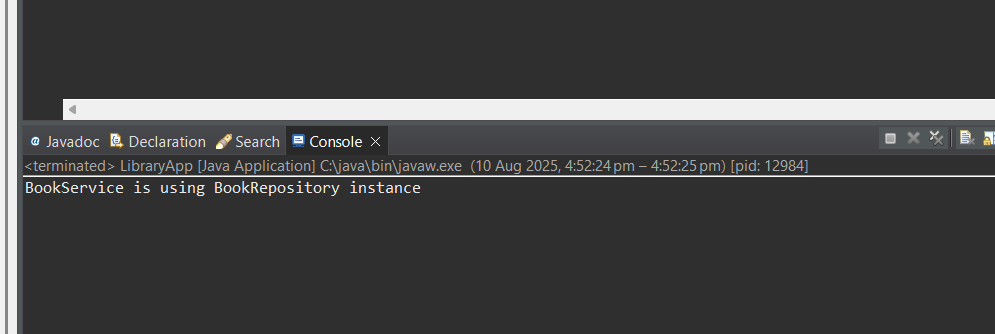 @ Javadoc Declaration Search Console
<terminated> LibraryApp [Java Application] C:\java\bin\javaw.exe (10 Aug 2025, 4:52:24 pm – 4:52:25 pm) [pid: 12984]
BookService is using BookRepository instance